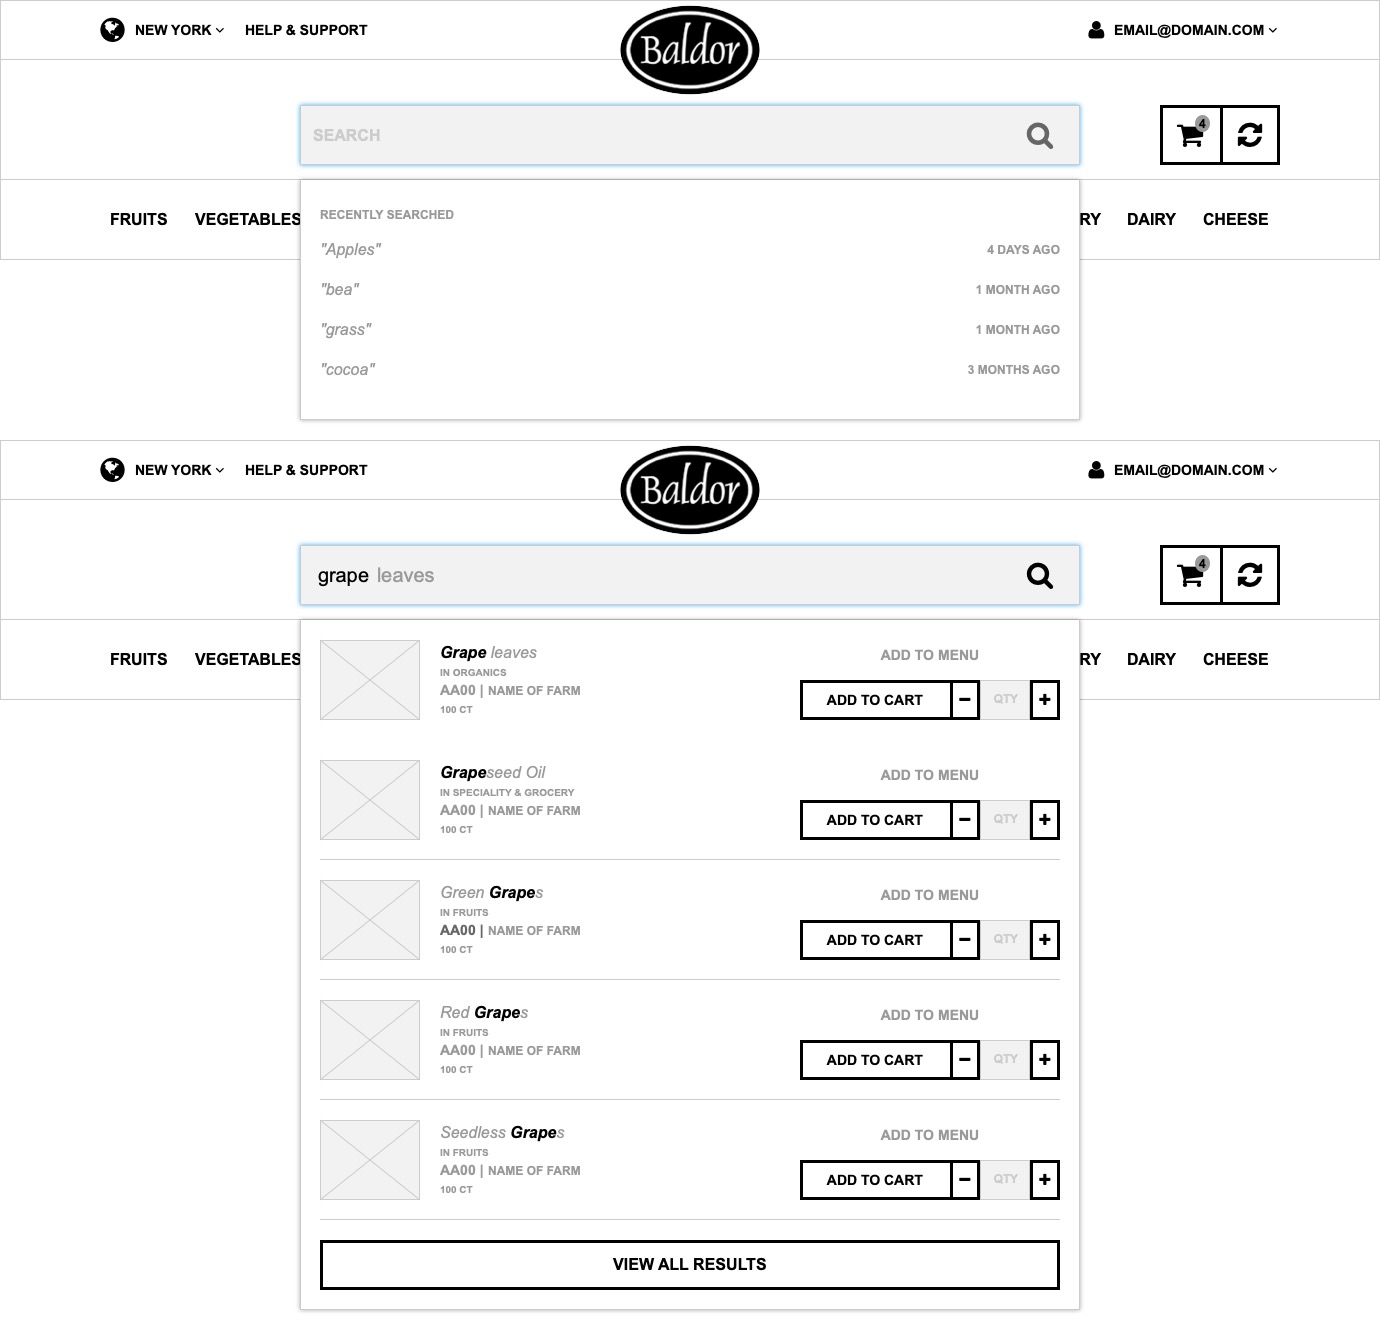 NEW YORK HELP & SUPPORT Baldor EMAIL@DOMAIN.COM
SEARCH 4
FRUITS VEGETABLES RY DAIRY CHEESE
RECENTLY SEARCHED
"Apples" 4 DAYS AGO
"bea" 1 MONTH AGO
"grass" 1 MONTH AGO
"cocoa" 3 MONTHS AGO
NEW YORK HELP & SUPPORT Baldor EMAIL@DOMAIN.COM
grape leaves 4
FRUITS VEGETABLES RY DAIRY CHEESE
Grape leaves ADD TO MENU
IN ORGANICS
AA00 | NAME OF FARM ADD TO CART − QTY +
100 CT
Grapeseed Oil ADD TO MENU
IN SPECIALITY & GROCERY
AA00 | NAME OF FARM ADD TO CART − QTY +
100 CT
Green Grapes ADD TO MENU
IN FRUITS
AA00 | NAME OF FARM ADD TO CART − QTY +
100 CT
Red Grapes ADD TO MENU
IN FRUITS
AA00 | NAME OF FARM ADD TO CART − QTY +
100 CT
Seedless Grapes ADD TO MENU
IN FRUITS
AA00 | NAME OF FARM ADD TO CART − QTY +
100 CT
VIEW ALL RESULTS